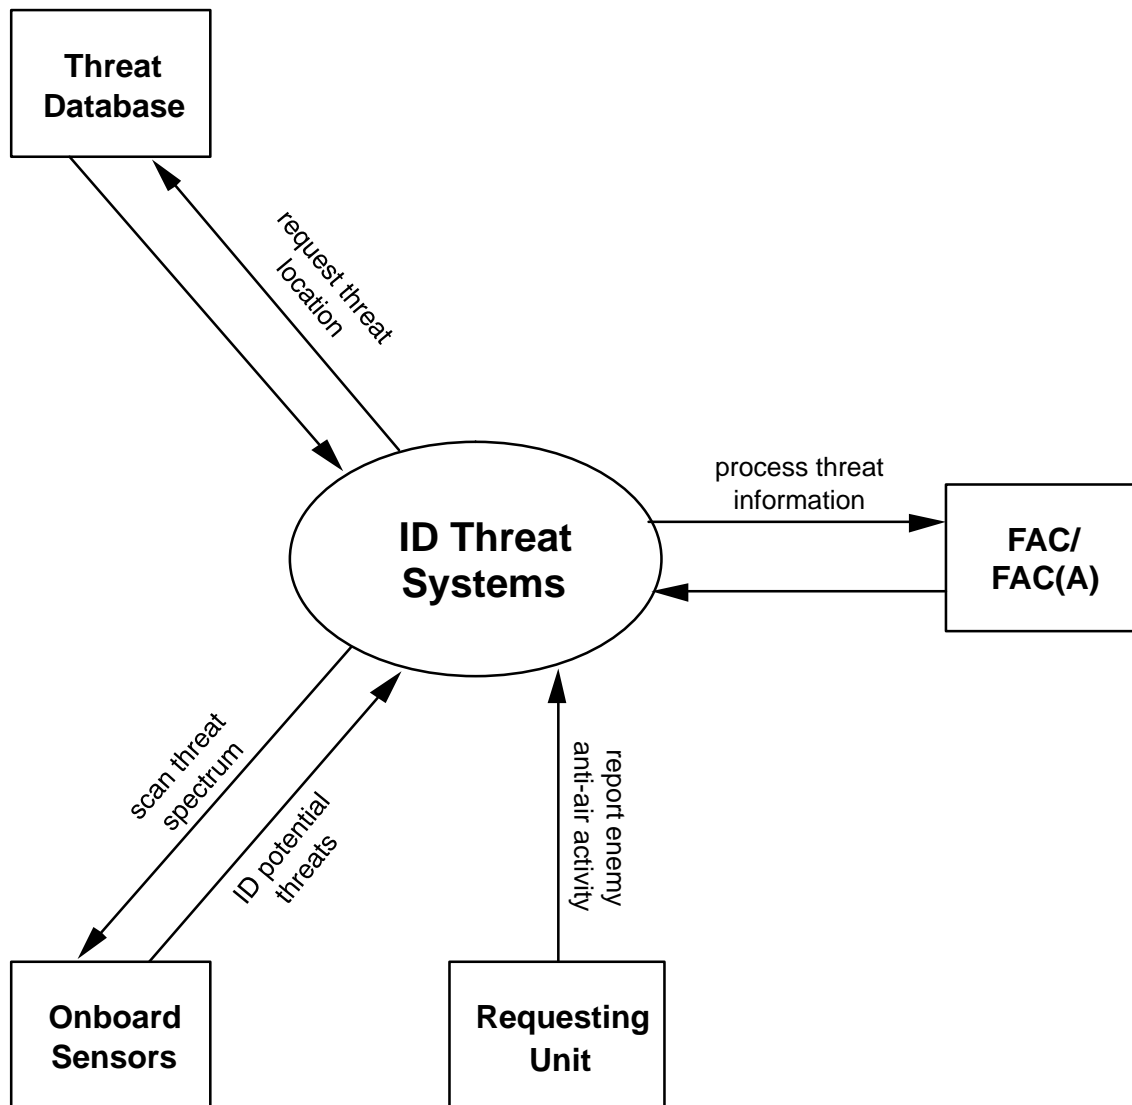 Threat
Database
request threat
location
ID Threat
Systems
process threat
information
FAC/
FAC(A)
scan threat
spectrum
ID potential
threats
report enemy
anti-air activity
Onboard
Sensors
Requesting
Unit